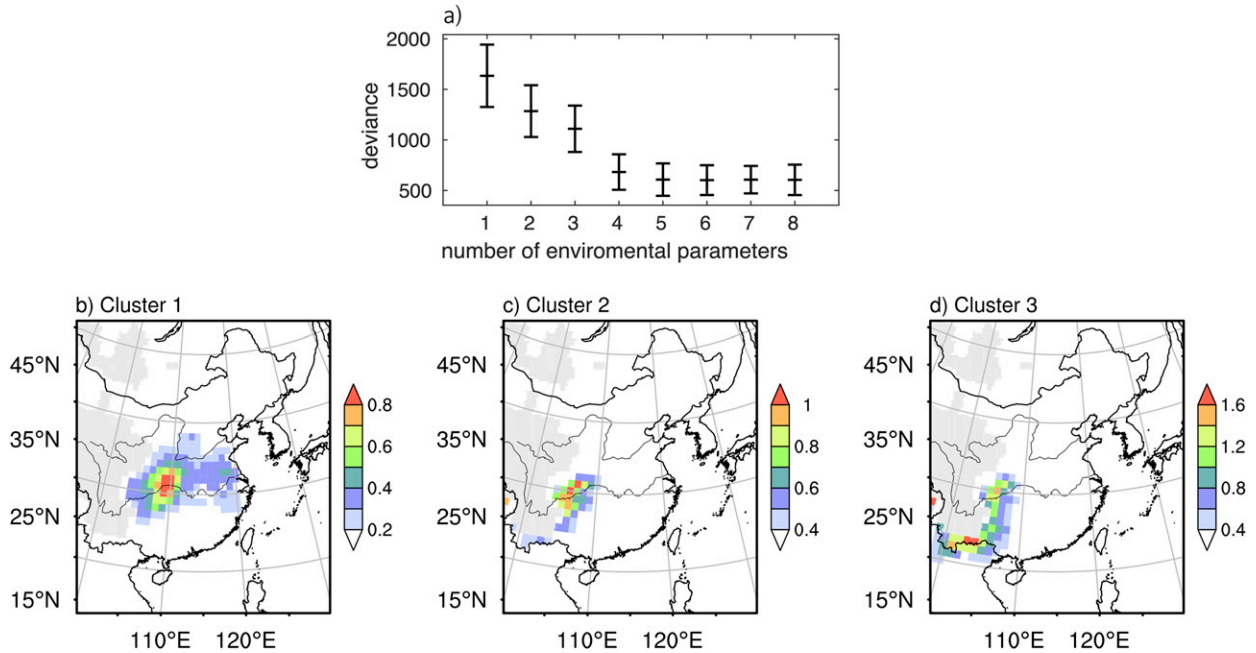 a)
2000
1500
1000
500
deviance
1 2 3 4 5 6 7 8
number of enviromental parameters
b) Cluster 1
45°N
35°N
25°N
15°N
110°E 120°E
0.8
0.6
0.4
0.2
c) Cluster 2
45°N
35°N
25°N
15°N
110°E 120°E
1
0.8
0.6
0.4
d) Cluster 3
45°N
35°N
25°N
15°N
110°E 120°E
1.6
1.2
0.8
0.4